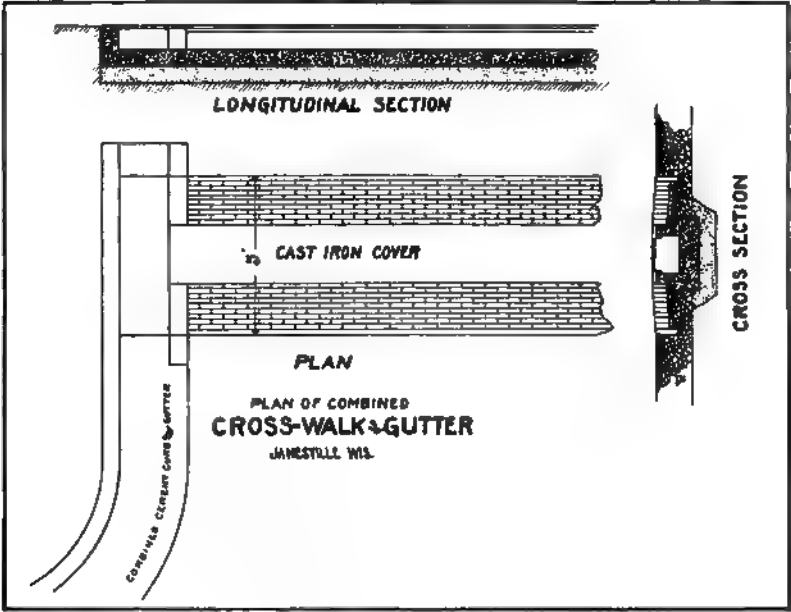 LONGITUDINAL SECTION
CAST IRON COVER
CROSS SECTION
PLAN
PLAN OF COMBINED
CROSS-WALK & GUTTER
JANESVILLE WIS.
COMBINED CEMENT CURB & GUTTER